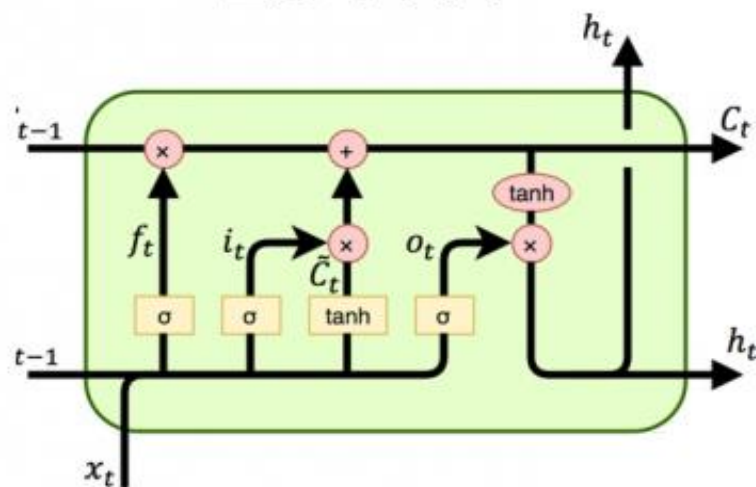 h_t
t−1 C_t
× +
tanh
f_t i_t × o_t ×
C̃_t
σ σ tanh σ
t−1 h_t
x_t